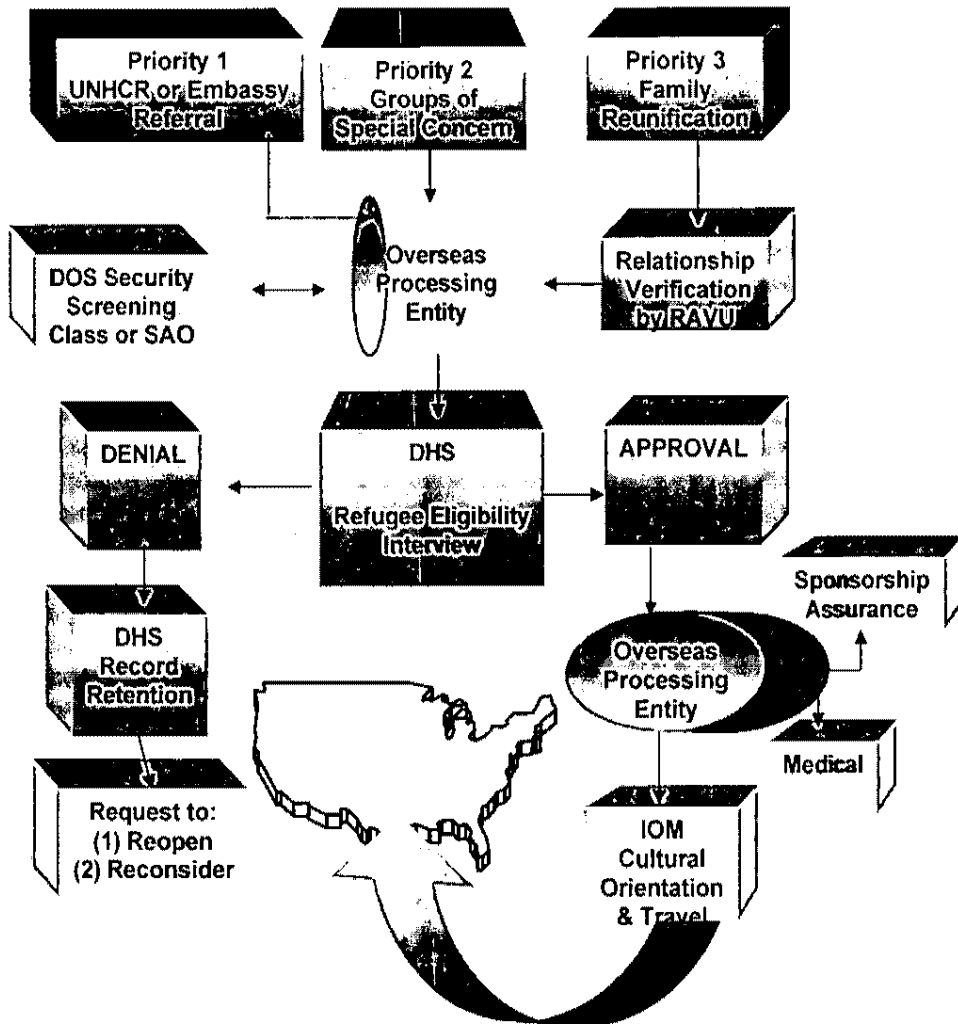 Priority 1
UNHCR or Embassy
Referral
Priority 2
Groups of
Special Concern
Priority 3
Family
Reunification
DOS Security
Screening
Class or SAO
Overseas
Processing
Entity
Relationship
Verification
by RAVU
DENIAL
DHS
Refugee Eligibility
Interview
APPROVAL
DHS
Record
Retention
Overseas
Processing
Entity
Sponsorship
Assurance
Medical
Request to:
(1) Reopen
(2) Reconsider
IOM
Cultural
Orientation
& Travel